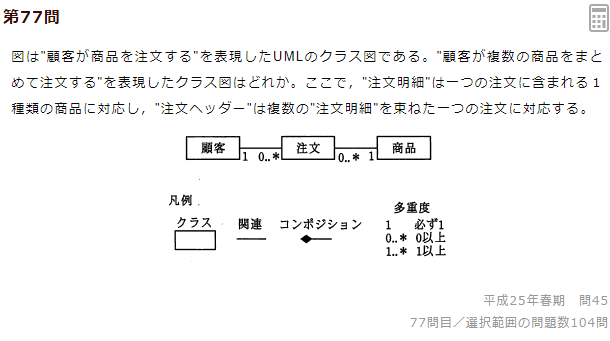 第77問
図は"顧客が商品を注文する"を表現したUMLのクラス図である。"顧客が複数の商品をまと
めて注文する"を表現したクラス図はどれか。ここで，"注文明細"は一つの注文に含まれる１
種類の商品に対応し，"注文ヘッダー"は複数の"注文明細"を束ねた一つの注文に対応する。
顧客 1 0..* 注文 0..* 1 商品
凡例
クラス 関連 コンポジション 多重度
1 必ず1
0..* 0以上
1..* 1以上
平成25年春期　問45
77問目／選択範囲の問題数104問